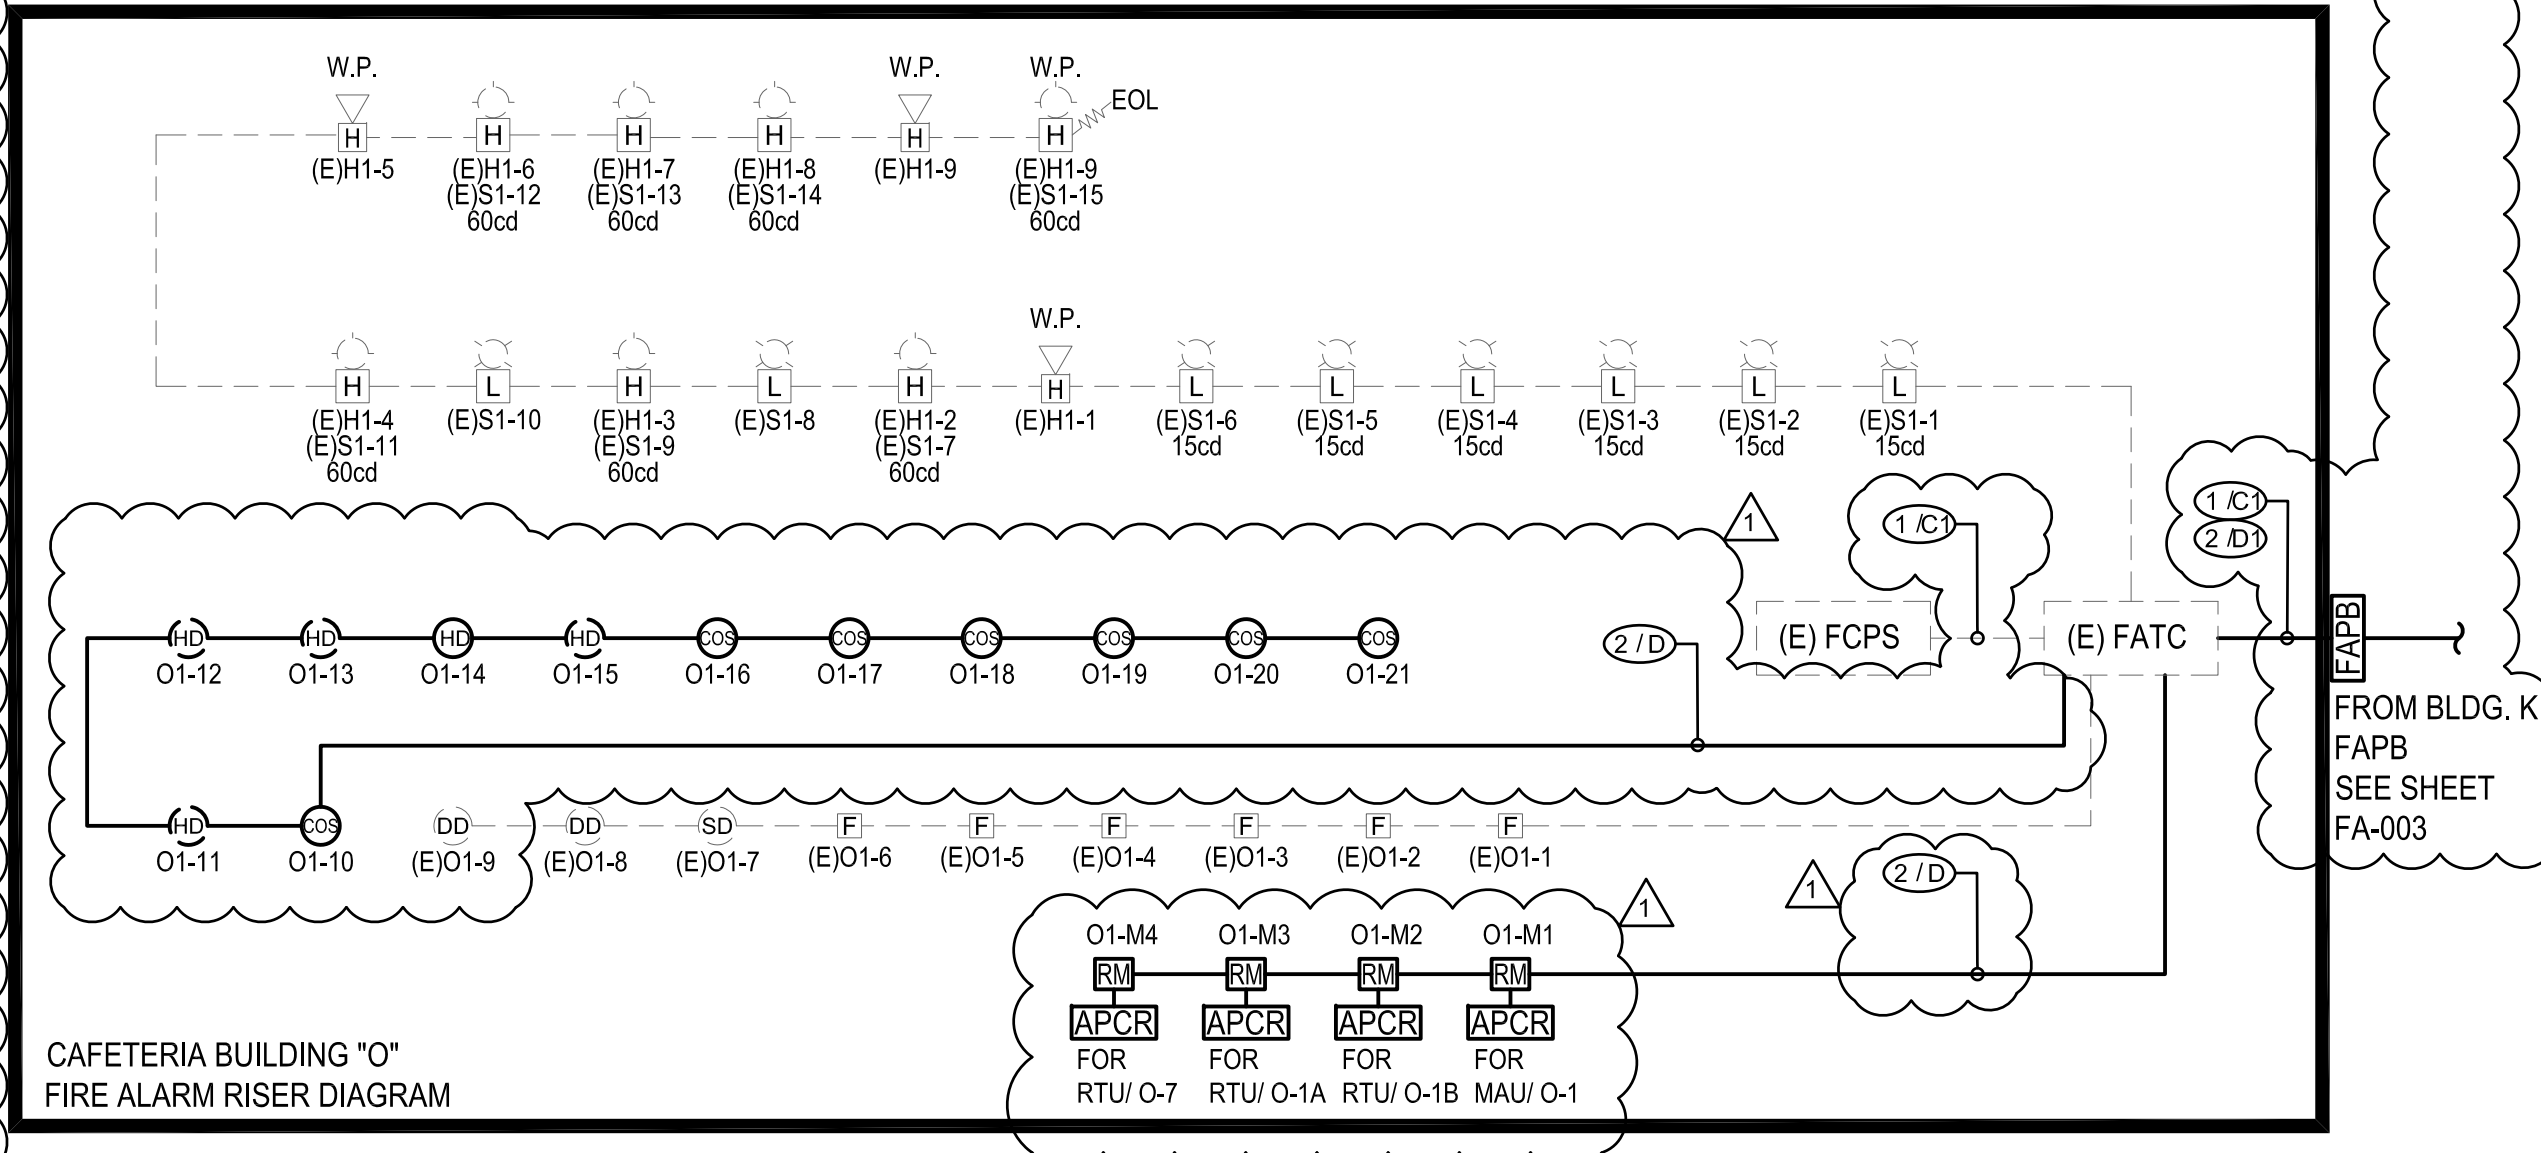 W.P. W.P. W.P.
EOL
H H H H H H
(E)H1-5 (E)H1-6 (E)H1-7 (E)H1-8 (E)H1-9 (E)H1-9
(E)S1-12 (E)S1-13 (E)S1-14 (E)S1-15
60cd 60cd 60cd 60cd
W.P.
H L H L H H L L L L L L
(E)H1-4 (E)S1-10 (E)H1-3 (E)S1-8 (E)H1-2 (E)H1-1 (E)S1-6 (E)S1-5 (E)S1-4 (E)S1-3 (E)S1-2 (E)S1-1
(E)S1-11 (E)S1-9 (E)S1-7 15cd 15cd 15cd 15cd 15cd 15cd
60cd 60cd 60cd
1
1 /C1
1 /C1
2 /D1
HD HD HD HD COS COS COS COS COS COS
O1-12 O1-13 O1-14 O1-15 O1-16 O1-17 O1-18 O1-19 O1-20 O1-21
2 / D
(E) FCPS
(E) FATC
FAPB
FROM BLDG. K
FAPB
SEE SHEET
FA-003
HD COS DD DD SD F F F F F F
O1-11 O1-10 (E)O1-9 (E)O1-8 (E)O1-7 (E)O1-6 (E)O1-5 (E)O1-4 (E)O1-3 (E)O1-2 (E)O1-1
1
1
2 / D
O1-M4 O1-M3 O1-M2 O1-M1
RM RM RM RM
APCR APCR APCR APCR
FOR FOR FOR FOR
RTU/ O-7 RTU/ O-1A RTU/ O-1B MAU/ O-1
CAFETERIA BUILDING "O"
FIRE ALARM RISER DIAGRAM